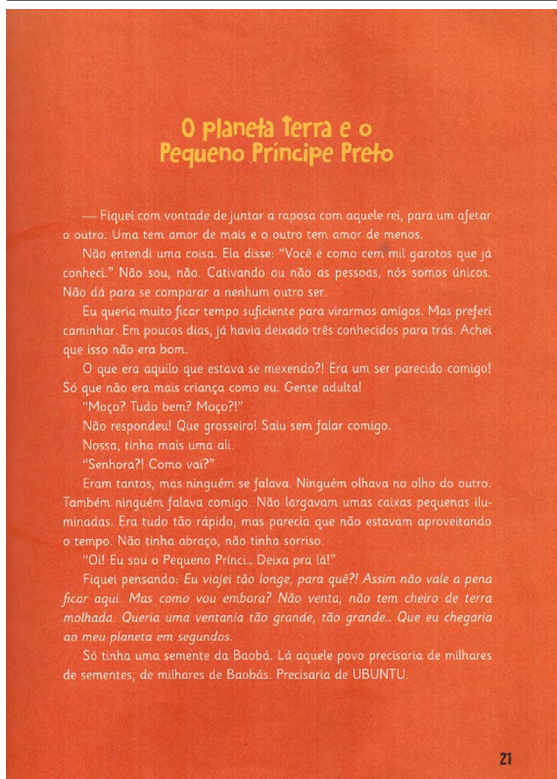 O planeta Terra e o
Pequeno Príncipe Preto
— Fiquei com vontade de juntar a raposa com aquele rei, para um afetar
o outro. Uma tem amor de mais e o outro tem amor de menos.
Não entendi uma coisa. Ela disse: “Você é como cem mil garotos que já
conheci.” Não sou, não. Cativando ou não as pessoas, nós somos únicos.
Não dá para se comparar a nenhum outro ser.
Eu queria muito ficar tempo suficiente para virarmos amigos. Mas preferi
caminhar. Em poucos dias, já havia deixado três conhecidos para trás. Achei
que isso não era bom.
O que era aquilo que estava se mexendo?! Era um ser parecido comigo!
Só que não era mais criança como eu. Gente adulta!
“Moço? Tudo bem? Moço?!”
Não respondeu! Que grosseiro! Saiu sem falar comigo.
Nossa, tinha mais uma ali.
“Senhora?! Como vai?”
Eram tantos, mas ninguém se falava. Ninguém olhava no olho do outro.
Também ninguém falava comigo. Não largavam umas caixas pequenas ilu-
minadas. Era tudo tão rápido, mas parecia que não estavam aproveitando
o tempo. Não tinha abraço, não tinha sorriso.
“Oi! Eu sou o Pequeno Prínci... Deixa pra lá!”
Fiquei pensando: Eu viajei tão longe, para quê?! Assim não vale a pena
ficar aqui. Mas como vou embora? Não venta, não tem cheiro de terra
molhada. Queria uma ventania tão grande, tão grande... Que eu chegaria
ao meu planeta em segundos.
Só tinha uma semente da Baobá. Lá aquele povo precisaria de milhares
de sementes, de milhares de Baobás. Precisaria de UBUNTU.
21